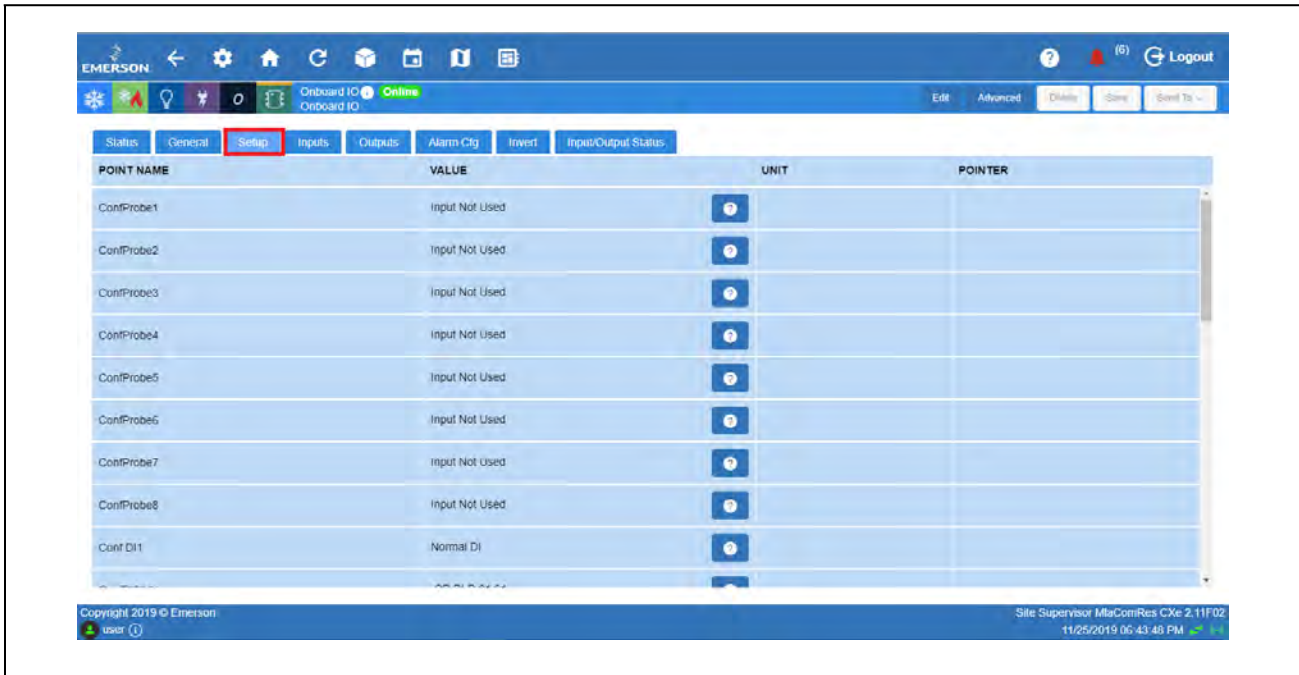 EMERSON
(6) Logout
Onboard IO Online
Onboard IO
Edit Advanced Delete Save Send To
Status General Setup Inputs Outputs Alarm Cfg Invert Input/Output Status
POINT NAME VALUE UNIT POINTER
ConfProbe1 Input Not Used
ConfProbe2 Input Not Used
ConfProbe3 Input Not Used
ConfProbe4 Input Not Used
ConfProbe5 Input Not Used
ConfProbe6 Input Not Used
ConfProbe7 Input Not Used
ConfProbe8 Input Not Used
Conf DI1 Normal DI
Copyright 2019 © Emerson Site Supervisor MtaComRes CXe 2.11F02
user 11/25/2019 06:43:48 PM